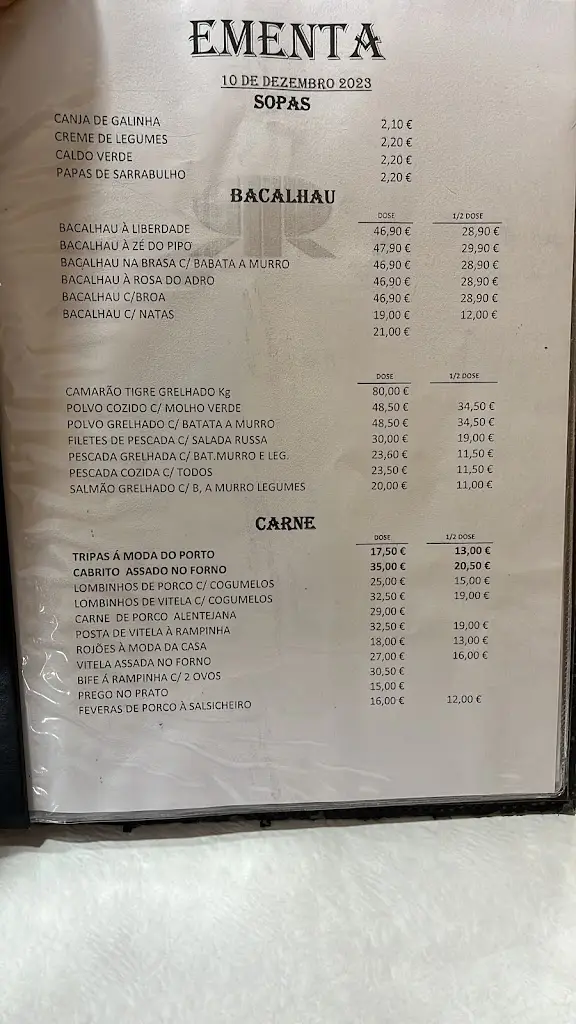 EMENTA
10 DE DEZEMBRO 2023
SOPAS
CANJA DE GALINHA 2,10 €
CREME DE LEGUMES 2,20 €
CALDO VERDE 2,20 €
PAPAS DE SARRABULHO 2,20 €
BACALHAU
DOSE 1/2 DOSE
BACALHAU À LIBERDADE 46,90 € 28,90 €
BACALHAU À ZÉ DO PIPO 47,90 € 29,90 €
BACALHAU NA BRASA C/ BABATA A MURRO 46,90 € 28,90 €
BACALHAU À ROSA DO ADRO 46,90 € 28,90 €
BACALHAU C/BROA 46,90 € 28,90 €
BACALHAU C/ NATAS 19,00 € 12,00 €
21,00 €
DOSE 1/2 DOSE
CAMARÃO TIGRE GRELHADO Kg 80,00 €
POLVO COZIDO C/ MOLHO VERDE 48,50 € 34,50 €
POLVO GRELHADO C/ BATATA A MURRO 48,50 € 34,50 €
FILETES DE PESCADA C/ SALADA RUSSA 30,00 € 19,00 €
PESCADA GRELHADA C/ BAT.MURRO E LEG. 23,60 € 11,50 €
PESCADA COZIDA C/ TODOS 23,50 € 11,50 €
SALMÃO GRELHADO C/ B, A MURRO LEGUMES 20,00 € 11,00 €
CARNE
DOSE 1/2 DOSE
TRIPAS Á MODA DO PORTO 17,50 € 13,00 €
CABRITO ASSADO NO FORNO 35,00 € 20,50 €
LOMBINHOS DE PORCO C/ COGUMELOS 25,00 € 15,00 €
LOMBINHOS DE VITELA C/ COGUMELOS 32,50 € 19,00 €
CARNE DE PORCO ALENTEJANA 29,00 €
POSTA DE VITELA À RAMPINHA 32,50 € 19,00 €
ROJÕES À MODA DA CASA 18,00 € 13,00 €
VITELA ASSADA NO FORNO 27,00 € 16,00 €
BIFE Á RAMPINHA C/ 2 OVOS 30,50 €
PREGO NO PRATO 15,00 €
FEVERAS DE PORCO À SALSICHEIRO 16,00 € 12,00 €